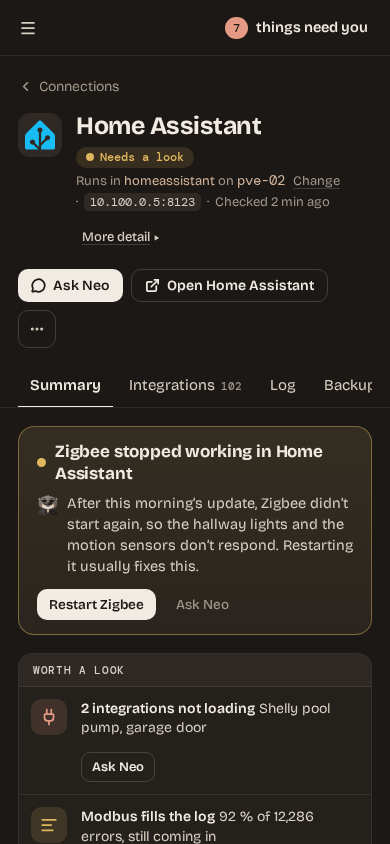 7 things need you
Connections
Home Assistant
Needs a look
Runs in homeassistant on pve-02 Change
· 10.100.0.5:8123 · Checked 2 min ago
More detail
Ask Neo
Open Home Assistant
Summary Integrations 102 Log Backup
Zigbee stopped working in Home
Assistant
After this morning's update, Zigbee didn't
start again, so the hallway lights and the
motion sensors don't respond. Restarting
it usually fixes this.
Restart Zigbee Ask Neo
WORTH A LOOK
2 integrations not loading Shelly pool
pump, garage door
Ask Neo
Modbus fills the log 92 % of 12,286
errors, still coming in